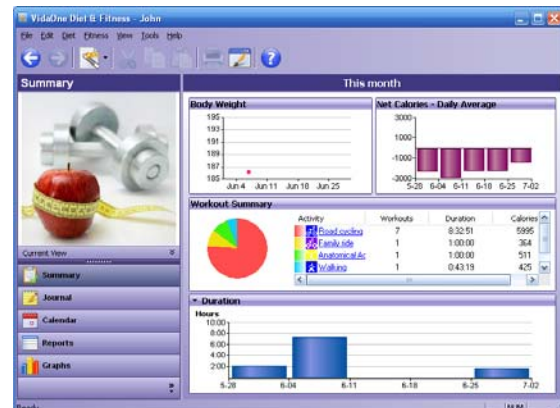 VidaOne Diet & Fitness - John
File Edit Diet Fitness View Tools Help
Summary
This month
Body Weight
195
193
191
189
187
185
Jun 4 Jun 11 Jun 18 Jun 25
Net Calories - Daily Average
3000
1000
-1000
-3000
5-28 6-04 6-11 6-18 6-25 7-02
Workout Summary
Activity Workouts Duration Calories
Road cycling 7 8:32:51 5995
Family ride 1 1:00:00 364
Anatomical Ac 1 1:00:00 511
Walking 1 0:43:19 425
Current View
Summary
Journal
Calendar
Reports
Graphs
Duration
Hours
10:00
8:00
6:00
4:00
2:00
5-28 6-04 6-11 6-18 6-25 7-02
Ready
NUM